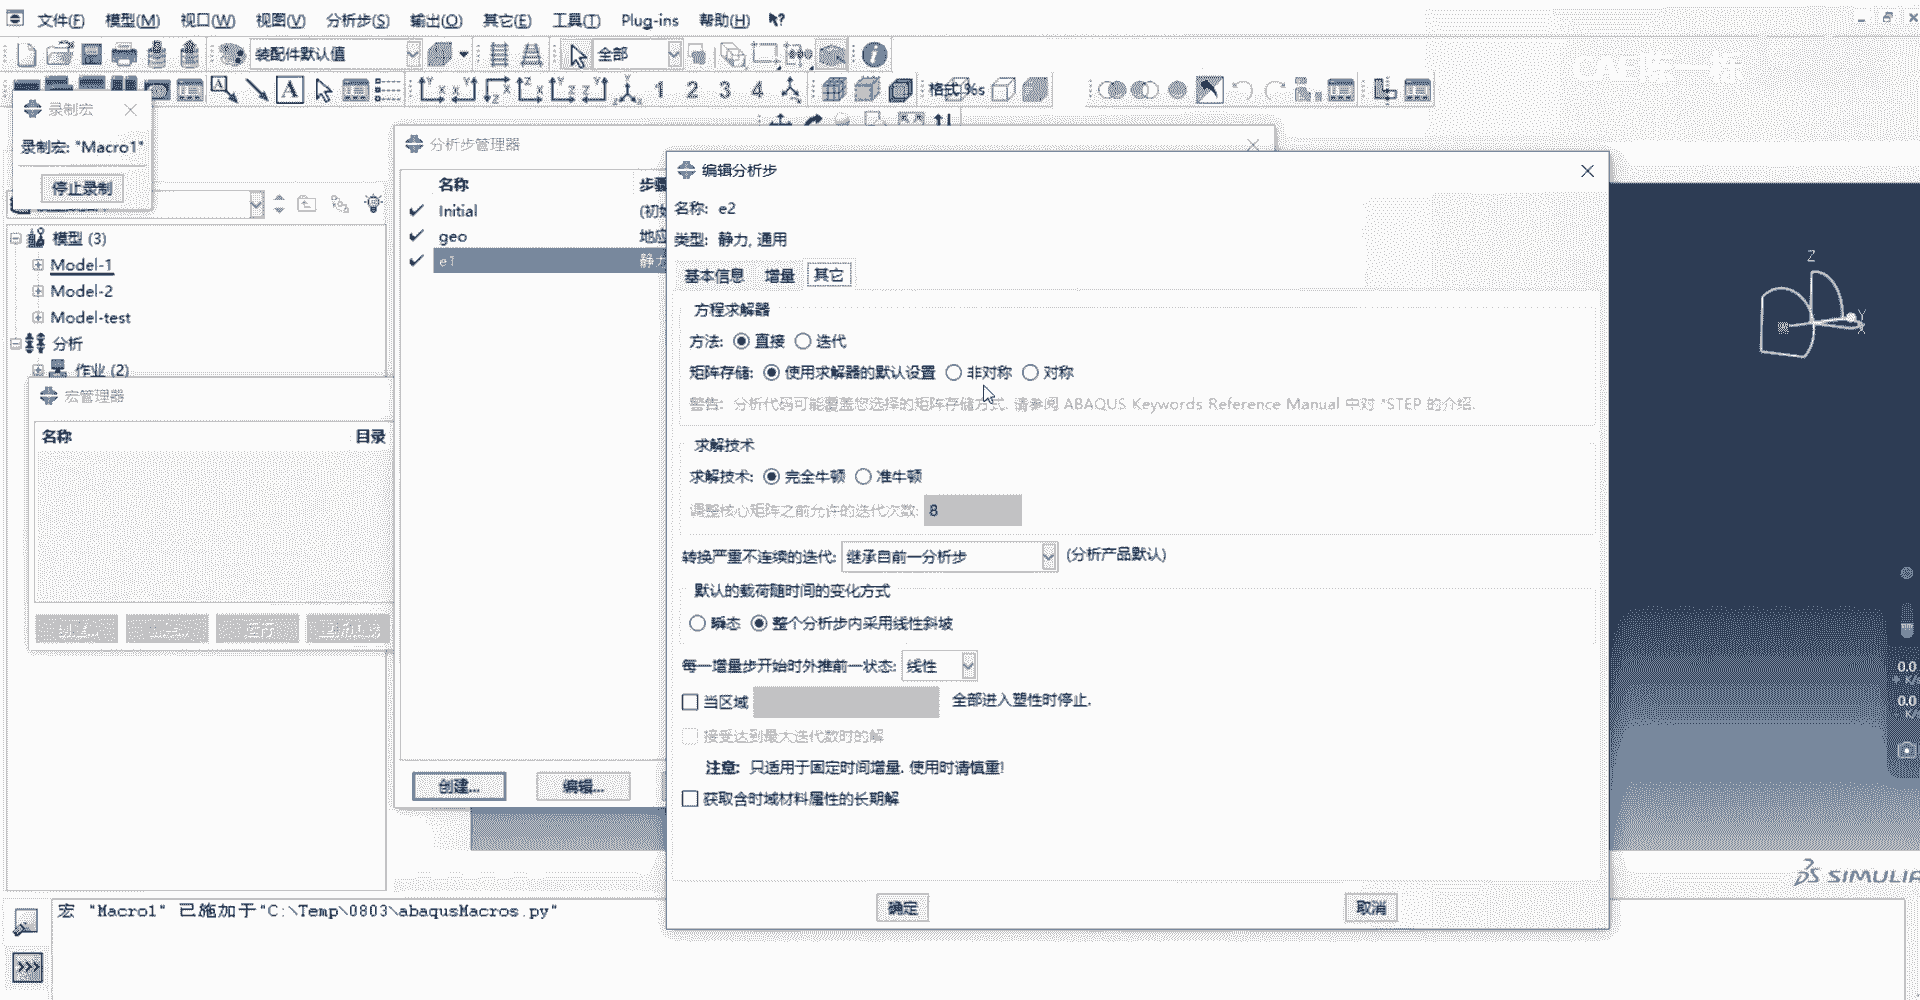 文件(F) 模型(M) 视口(W) 视图(V) 分析步(S) 输出(O) 其它(E) 工具(T) Plug-ins 帮助(H)
装配件默认值 全部
1 2 3 4 格式 %s
录制宏
录制宏: "Macro1"
停止录制
模型 (3)
Model-1
Model-2
Model-test
分析
作业 (2)
宏管理器
名称 目录
运行
分析步管理器
名称
Initial
geo
e1
创建... 编辑...
编辑分析步
名称: e2
类型: 静力, 通用
基本信息 增量 其它
方程求解器
方法: 直接 迭代
矩阵存储: 使用求解器的默认设置 非对称 对称
警告: 分析代码可能覆盖您选择的矩阵存储方式. 请参阅 ABAQUS Keywords Reference Manual 中对 *STEP 的介绍.
求解技术
求解技术: 完全牛顿 准牛顿
调整核心矩阵之前允许的迭代次数: 8
转换严重不连续的迭代: 继承自前一分析步 (分析产品默认)
默认的载荷随时间的变化方式
瞬态 整个分析步内采用线性斜坡
每一增量步开始时外推前一状态: 线性
当区域 全部进入塑性时停止.
接受达到最大迭代数时的解
注意: 只适用于固定时间增量. 使用时请慎重!
获取含时域材料属性的长期解
确定 取消
Z
Y
X
0.0
0.0
SIMULIA
宏 "Macro1" 已施加于"C:\Temp\0803\abaqusMacros.py"
>>>